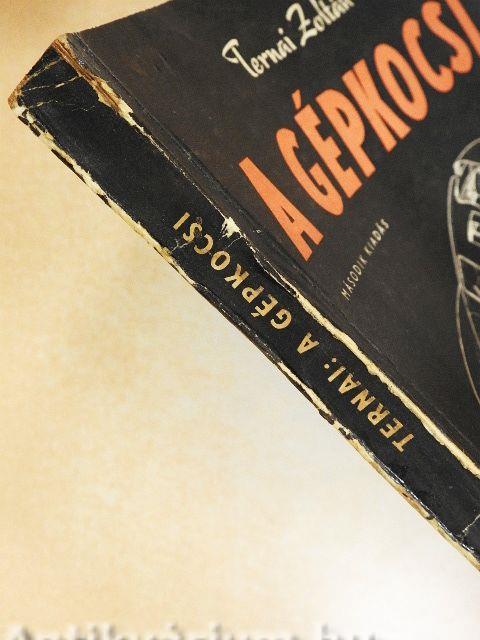 Ternai Zoltán
A GÉPKOCSI
MÁSODIK KIADÁS
TERNAI: A GÉPKOCSI